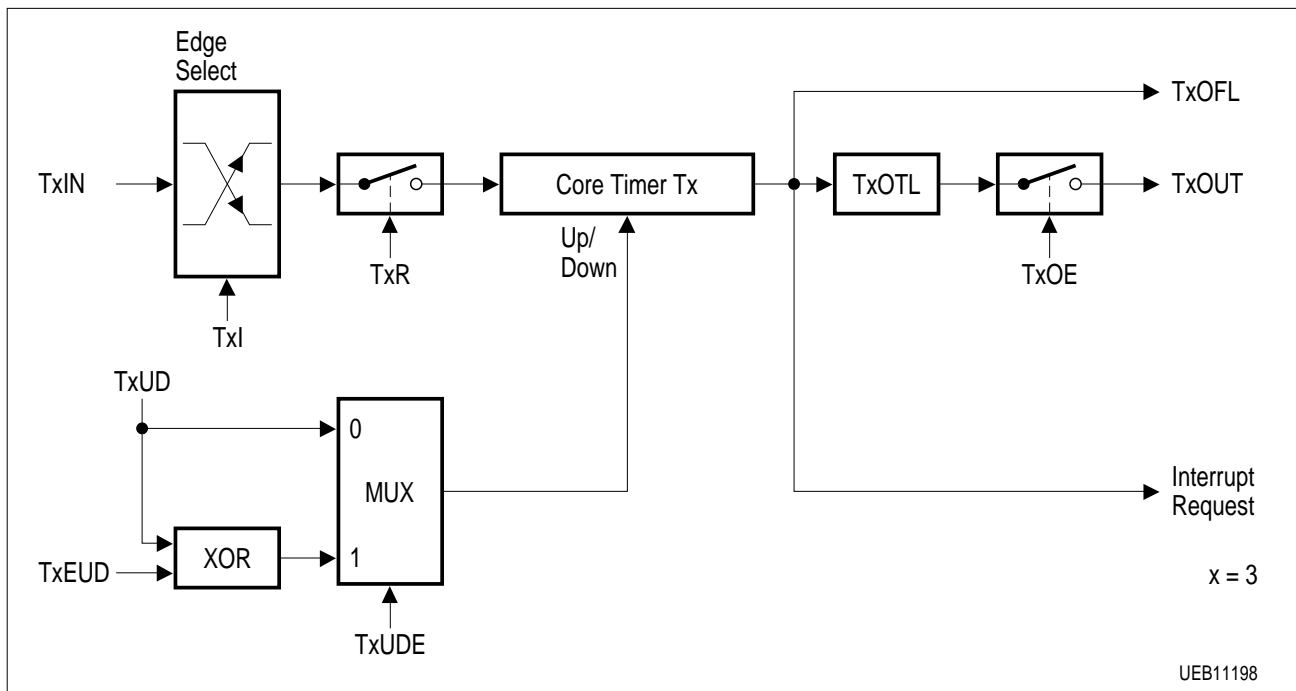 Edge
Select
TxOFL
TxIN
Core Timer Tx
TxOTL
TxOUT
Up/
Down
TxR
TxOE
TxI
TxUD
0
MUX
Interrupt
Request
XOR
1
TxEUD
x = 3
TxUDE
UEB11198